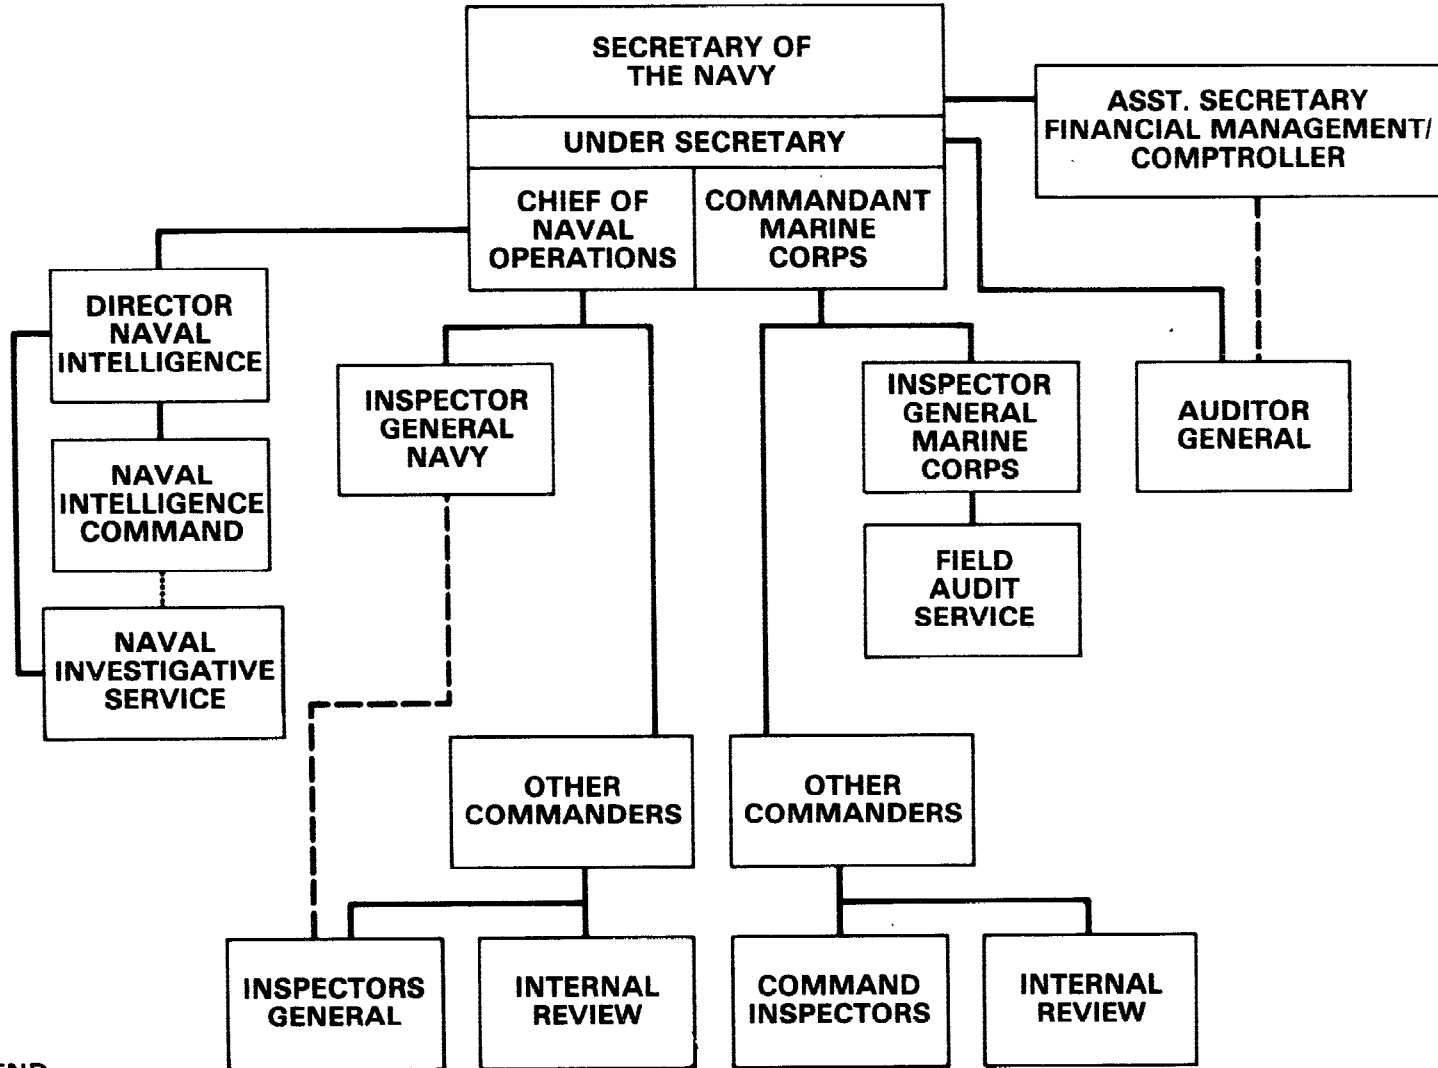 SECRETARY OF
THE NAVY
ASST. SECRETARY
FINANCIAL MANAGEMENT/
COMPTROLLER
UNDER SECRETARY
CHIEF OF
NAVAL
OPERATIONS
COMMANDANT
MARINE
CORPS
DIRECTOR
NAVAL
INTELLIGENCE
INSPECTOR
GENERAL
NAVY
INSPECTOR
GENERAL
MARINE
CORPS
AUDITOR
GENERAL
NAVAL
INTELLIGENCE
COMMAND
FIELD
AUDIT
SERVICE
NAVAL
INVESTIGATIVE
SERVICE
OTHER
COMMANDERS
OTHER
COMMANDERS
INSPECTORS
GENERAL
INTERNAL
REVIEW
COMMAND
INSPECTORS
INTERNAL
REVIEW